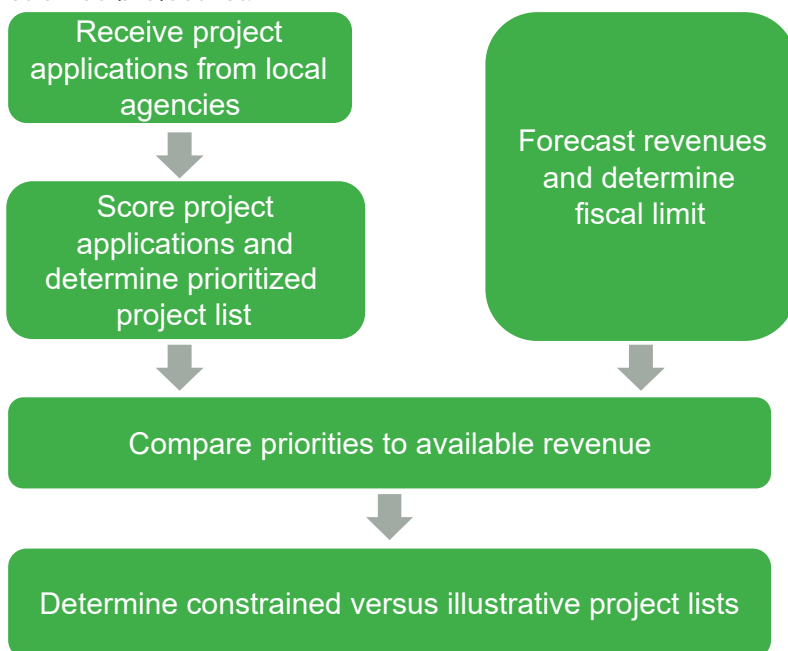 Receive project
applications from local
agencies
Score project
applications and
determine prioritized
project list
Forecast revenues
and determine
fiscal limit
Compare priorities to available revenue
Determine constrained versus illustrative project lists